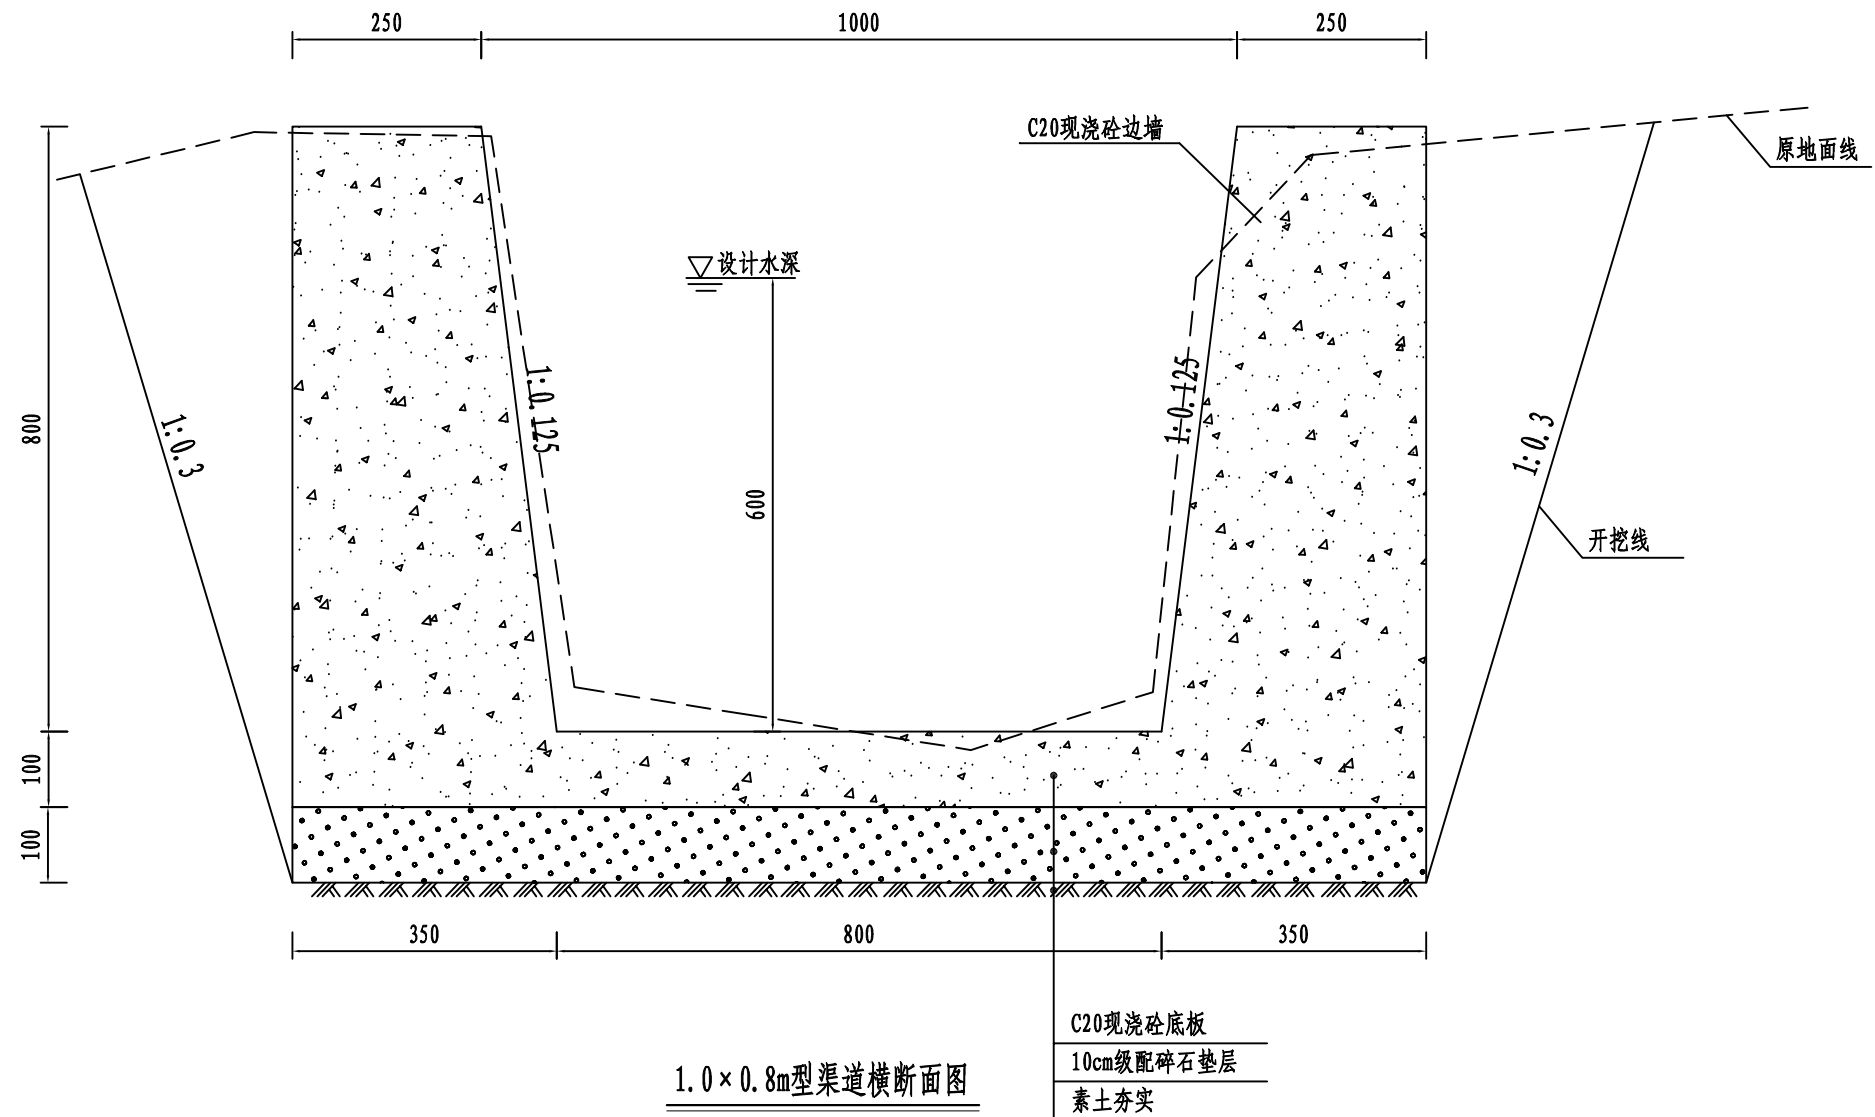 250
1000
250
C20现浇砼边墙
原地面线
设计水深
800
1:0.3
1:0.125
600
1:0.125
1:0.3
开挖线
100
100
350
800
350
C20现浇砼底板
10cm级配碎石垫层
素土夯实
1.0×0.8m型渠道横断面图